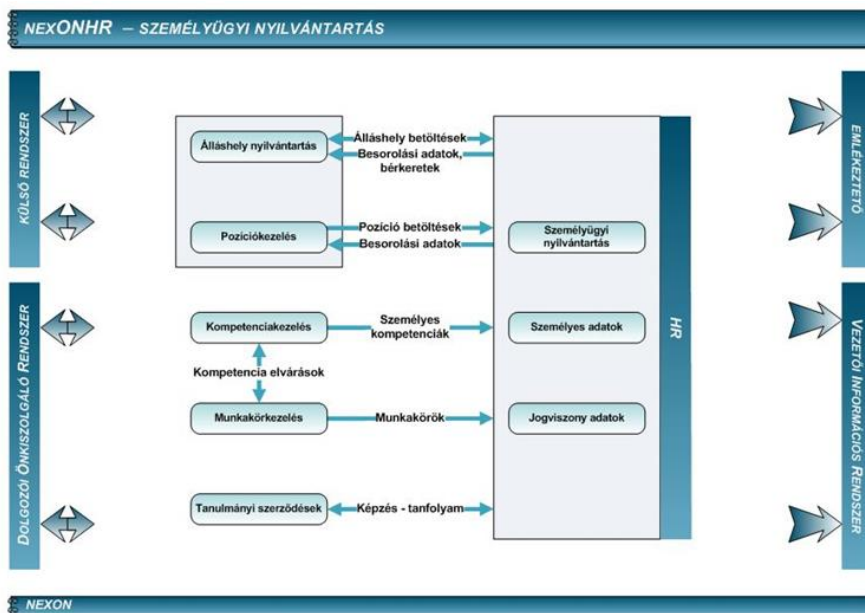 NEXONHR – SZEMÉLYÜGYI NYILVÁNTARTÁS
KÜLSŐ RENDSZER
DOLGOZÓI ÖNKISZOLGÁLÓ RENDSZER
Álláshely nyilvántartás
Álláshely betöltések
Besorolási adatok,
bérkeretek
Pozíciókezelés
Pozíció betöltések
Besorolási adatok
Személyügyi
nyilvántartás
Kompetenciakezelés
Személyes
kompetenciák
Személyes adatok
Kompetencia elvárások
Munkakörkezelés
Munkakörök
Jogviszony adatok
Tanulmányi szerződések
Képzés - tanfolyam
HR
EMLÉKEZTETŐ
VEZETŐI INFORMÁCIÓS RENDSZER
NEXON